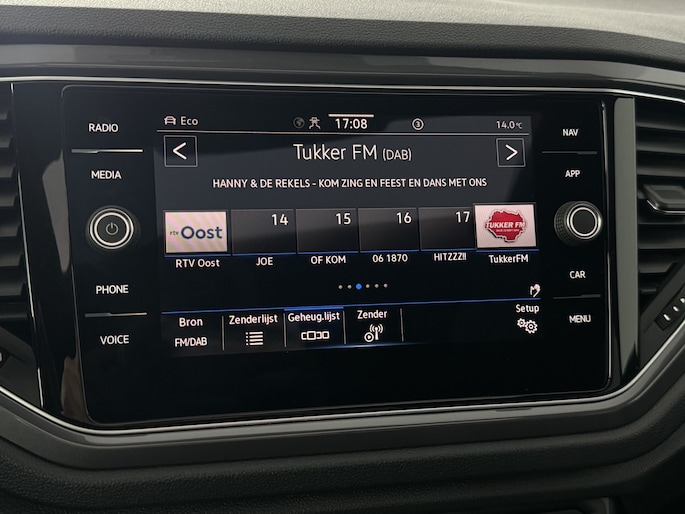 RADIO
MEDIA
PHONE
VOICE
Eco
17:08
3
14.0°C
Tukker FM (DAB)
HANNY & DE REKELS - KOM ZING EN FEEST EN DANS MET ONS
rtv Oost
14
15
16
17
TUKKER FM
RTV Oost
JOE
OF KOM
06 1870
HITZZZ!!
TukkerFM
Bron
Zenderlijst
Geheug.lijst
Zender
Setup
FM/DAB
NAV
APP
CAR
MENU